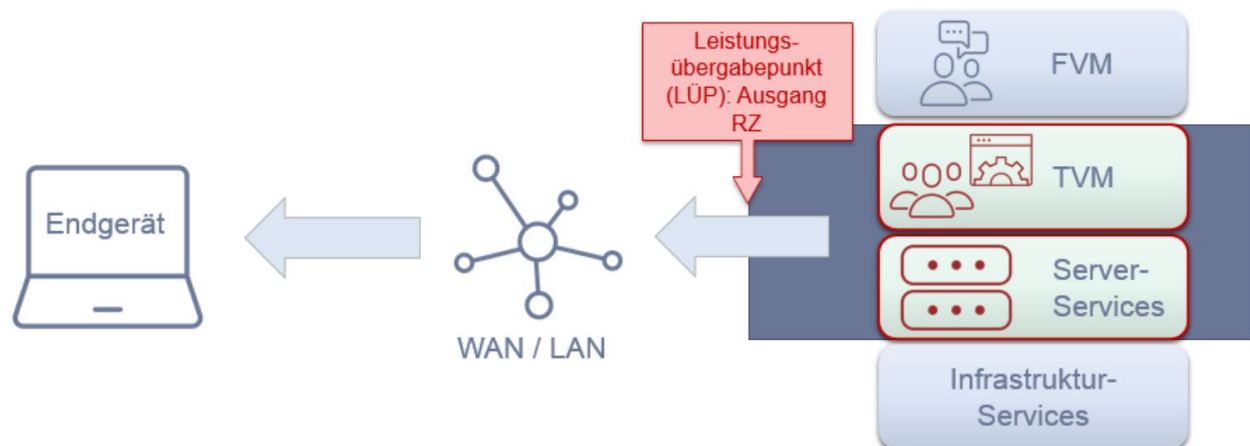 Leistungs-
übergabepunkt
(LÜP): Ausgang
RZ
FVM
TVM
Endgerät
Server-
Services
WAN / LAN
Infrastruktur-
Services